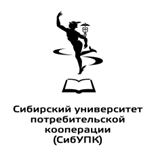 Сибирский университет
потребительской
кооперации
(СибУПК)